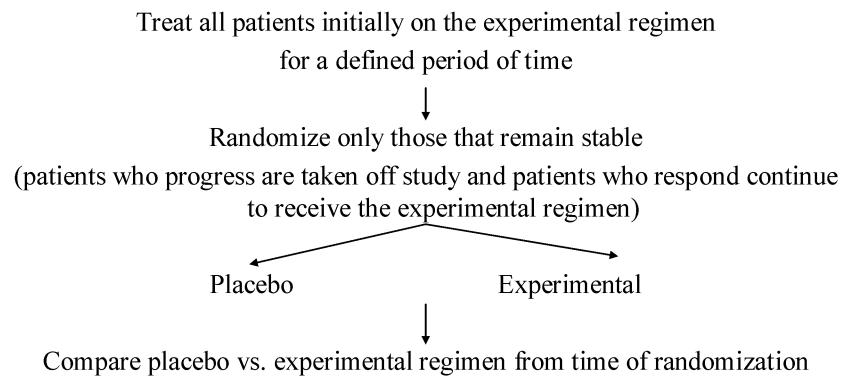 Treat all patients initially on the experimental regimen
for a defined period of time
Randomize only those that remain stable
(patients who progress are taken off study and patients who respond continue
to receive the experimental regimen)
Placebo Experimental
Compare placebo vs. experimental regimen from time of randomization